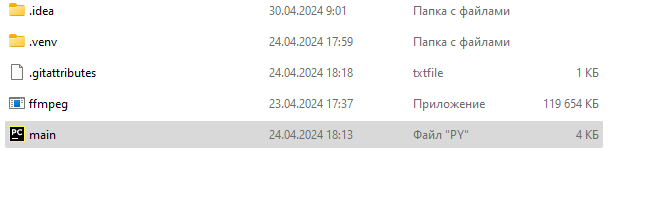 .idea 30.04.2024 9:01 Папка с файлами
.venv 24.04.2024 17:59 Папка с файлами
.gitattributes 24.04.2024 18:18 txtfile 1 КБ
ffmpeg 23.04.2024 17:37 Приложение 119 654 КБ
PC main 24.04.2024 18:13 Файл "PY" 4 КБ